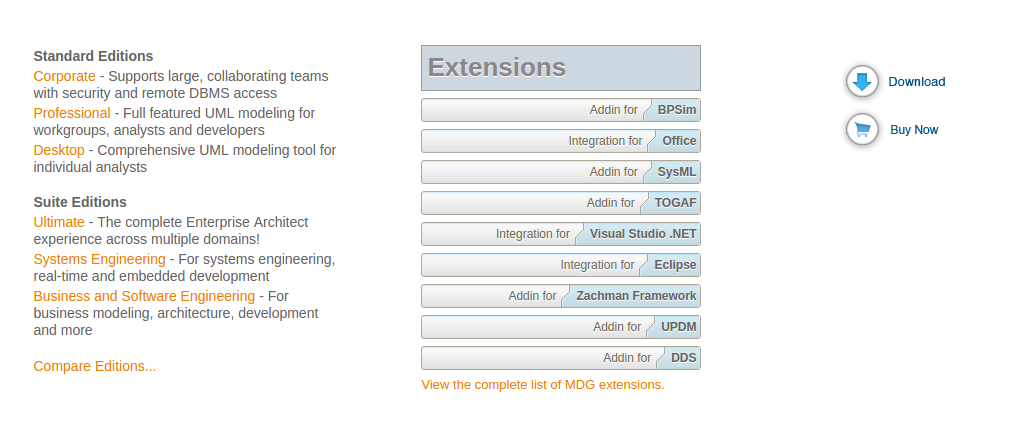 Standard Editions
Corporate - Supports large, collaborating teams
with security and remote DBMS access
Professional - Full featured UML modeling for
workgroups, analysts and developers
Desktop - Comprehensive UML modeling tool for
individual analysts
Suite Editions
Ultimate - The complete Enterprise Architect
experience across multiple domains!
Systems Engineering - For systems engineering,
real-time and embedded development
Business and Software Engineering - For
business modeling, architecture, development
and more
Compare Editions...
Extensions
Addin for BPSim
Integration for Office
Addin for SysML
Addin for TOGAF
Integration for Visual Studio .NET
Integration for Eclipse
Addin for Zachman Framework
Addin for UPDM
Addin for DDS
View the complete list of MDG extensions.
Download
Buy Now